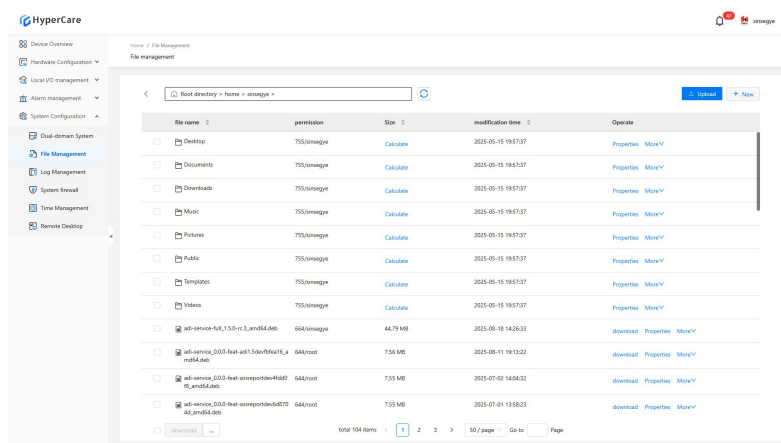 HyperCare
47
sinsegye
Device Overview
Hardware Configuration
Local I/O management
Alarm management
System Configuration
Dual-domain System
File Management
Log Management
System firewall
Time Management
Remote Desktop
Home / File Management
File management
Root directory > home > sinsegye >
Upload
+ New
file name permission Size modification time Operate
Desktop 755/sinsegye Calculate 2025-05-15 19:57:37 Properties More
Documents 755/sinsegye Calculate 2025-05-15 19:57:37 Properties More
Downloads 755/sinsegye Calculate 2025-05-15 19:57:37 Properties More
Music 755/sinsegye Calculate 2025-05-15 19:57:37 Properties More
Pictures 755/sinsegye Calculate 2025-05-15 19:57:37 Properties More
Public 755/sinsegye Calculate 2025-05-15 19:57:37 Properties More
Templates 755/sinsegye Calculate 2025-05-15 19:57:37 Properties More
Videos 755/sinsegye Calculate 2025-05-15 19:57:37 Properties More
adi-service-full_1.5.0-rc.3_amd64.deb 664/sinsegye 44.79 MB 2025-08-18 14:26:33 download Properties More
adi-service_0.0.0-feat-adi1.5devfbfea16_a 644/root 7.56 MB 2025-08-11 19:13:22 download Properties More
md64.deb
adi-service_0.0.0-feat-sosreportdev4fdd0 644/root 7.55 MB 2025-07-02 14:04:32 download Properties More
f6_amd64.deb
adi-service_0.0.0-feat-sosreportdev6d870 644/root 7.55 MB 2025-07-01 13:58:23 download Properties More
4d_amd64.deb
download ... total 104 items < 1 2 3 > 50 / page Go to Page